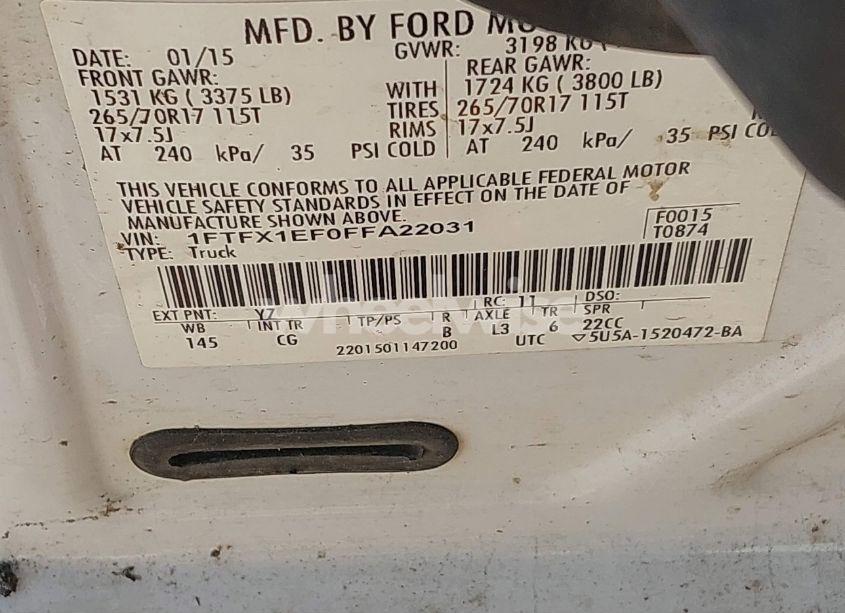 MFD. BY FORD
DATE: 01/15 GVWR: 3198 KG
FRONT GAWR: REAR GAWR:
1531 KG ( 3375 LB) WITH 1724 KG ( 3800 LB)
265/70R17 115T TIRES 265/70R17 115T
17x7.5J RIMS 17x7.5J
AT 240 kPa/ 35 PSI COLD AT 240 kPa/ 35 PSI COL
THIS VEHICLE CONFORMS TO ALL APPLICABLE FEDERAL MOTOR
VEHICLE SAFETY STANDARDS IN EFFECT ON THE DATE OF
MANUFACTURE SHOWN ABOVE.
VIN: 1FTFX1EF0FFA22031 F0015
TYPE: Truck T0874
EXT PNT: YZ RC: 11 DSO:
WB INT TR TP/PS R AXLE TR SPR
145 CG B L3 6 22CC
2201501147200 UTC ▽5U5A-1520472-BA
wheelwise